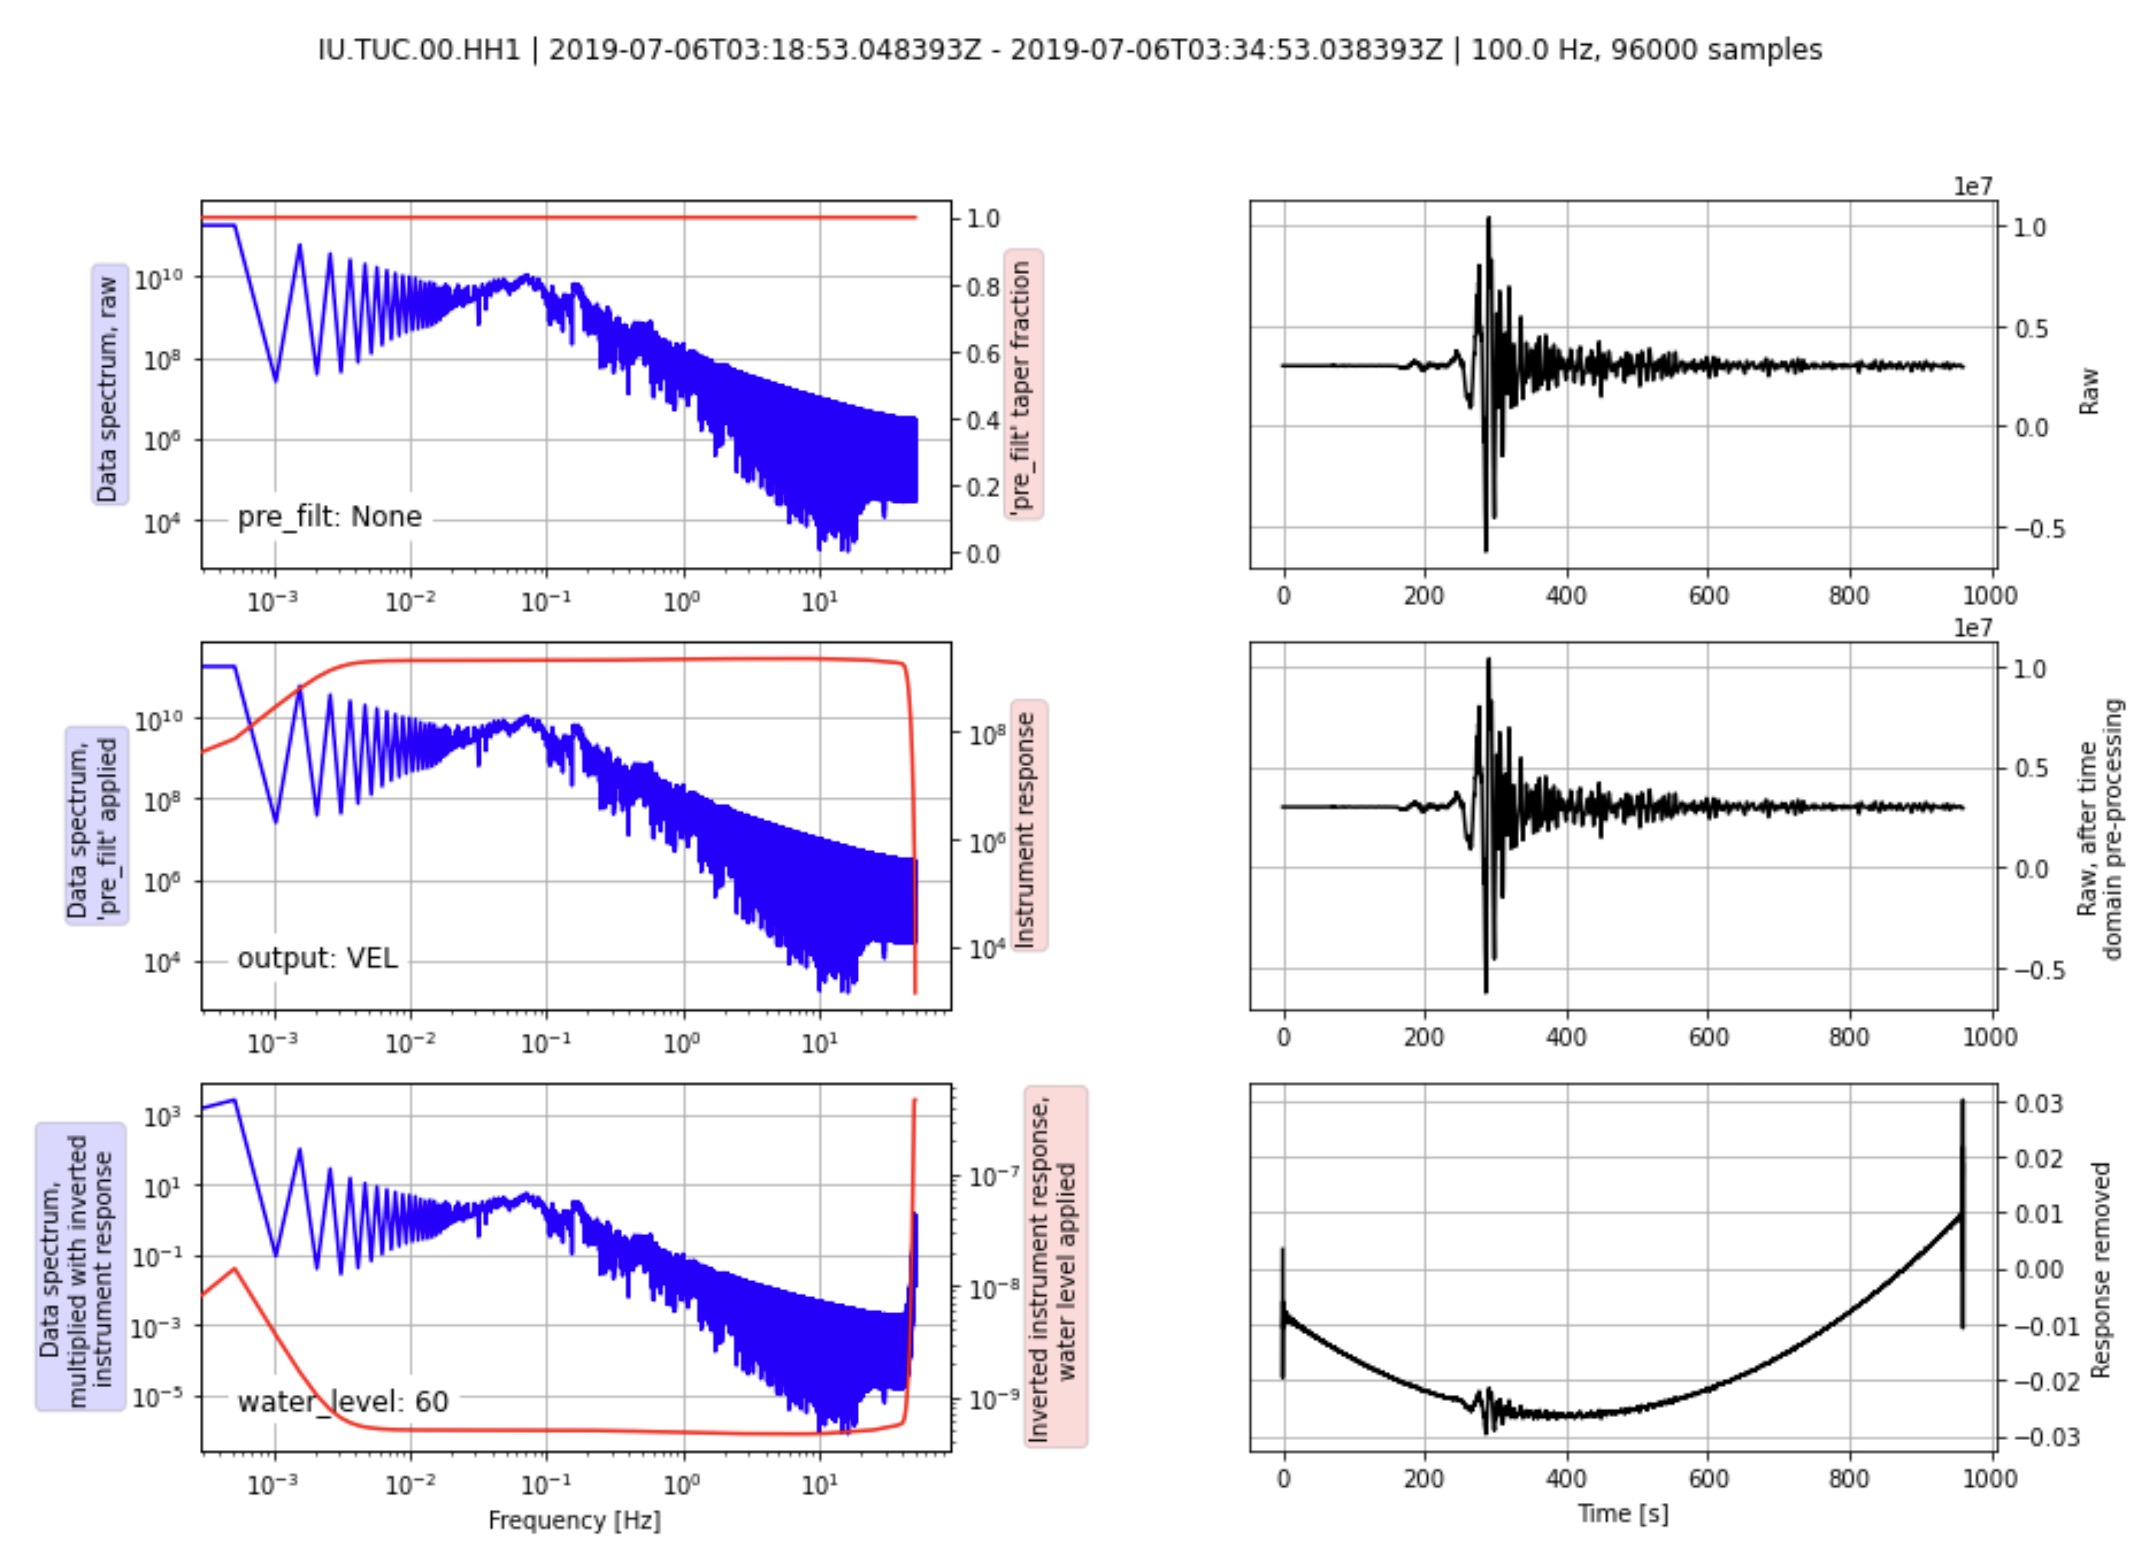 IU.TUC.00.HH1 | 2019-07-06T03:18:53.048393Z - 2019-07-06T03:34:53.038393Z | 100.0 Hz, 96000 samples
Data spectrum, raw
10¹⁰
10⁸
10⁶
10⁴
pre_filt: None
10⁻³ 10⁻² 10⁻¹ 10⁰ 10¹
1.0
0.8
0.6
0.4
0.2
0.0
'pre_filt' taper fraction
1e7
1.0
0.5
0.0
−0.5
Raw
0 200 400 600 800 1000
Data spectrum,
'pre_filt' applied
10¹⁰
10⁸
10⁶
10⁴
output: VEL
10⁻³ 10⁻² 10⁻¹ 10⁰ 10¹
10⁸
10⁶
10⁴
Instrument response
1e7
1.0
0.5
0.0
−0.5
Raw, after time
domain pre-processing
0 200 400 600 800 1000
Data spectrum,
multiplied with inverted
instrument response
10³
10¹
10⁻¹
10⁻³
10⁻⁵
water_level: 60
10⁻³ 10⁻² 10⁻¹ 10⁰ 10¹
Frequency [Hz]
10⁻⁷
10⁻⁸
10⁻⁹
Inverted instrument response,
water level applied
0.03
0.02
0.01
0.00
−0.01
−0.02
−0.03
Response removed
0 200 400 600 800 1000
Time [s]